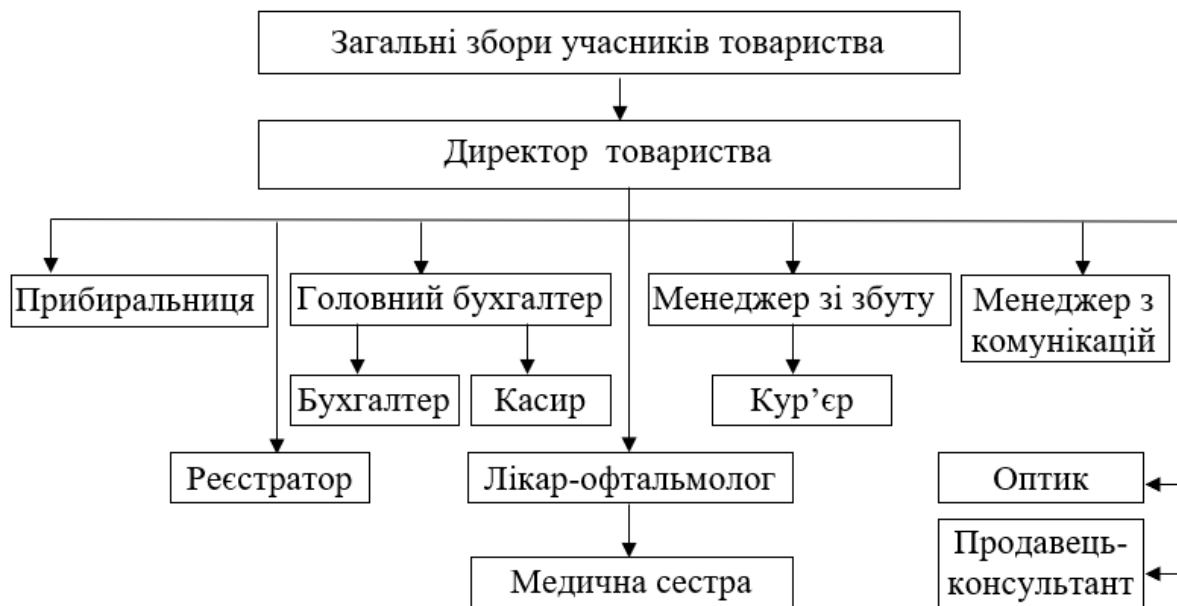 Загальні збори учасників товариства
Директор товариства
Прибиральниця
Головний бухгалтер
Менеджер зі збуту
Менеджер з
комунікацій
Бухгалтер
Касир
Кур’єр
Реєстратор
Лікар-офтальмолог
Оптик
Медична сестра
Продавець-
консультант